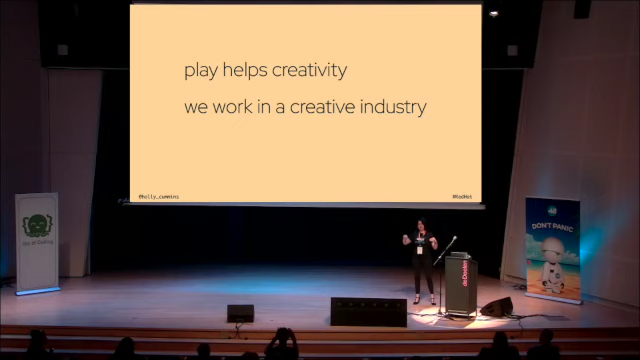 play helps creativity
we work in a creative industry
@holly_cummins
@RedHat
DON'T PANIC